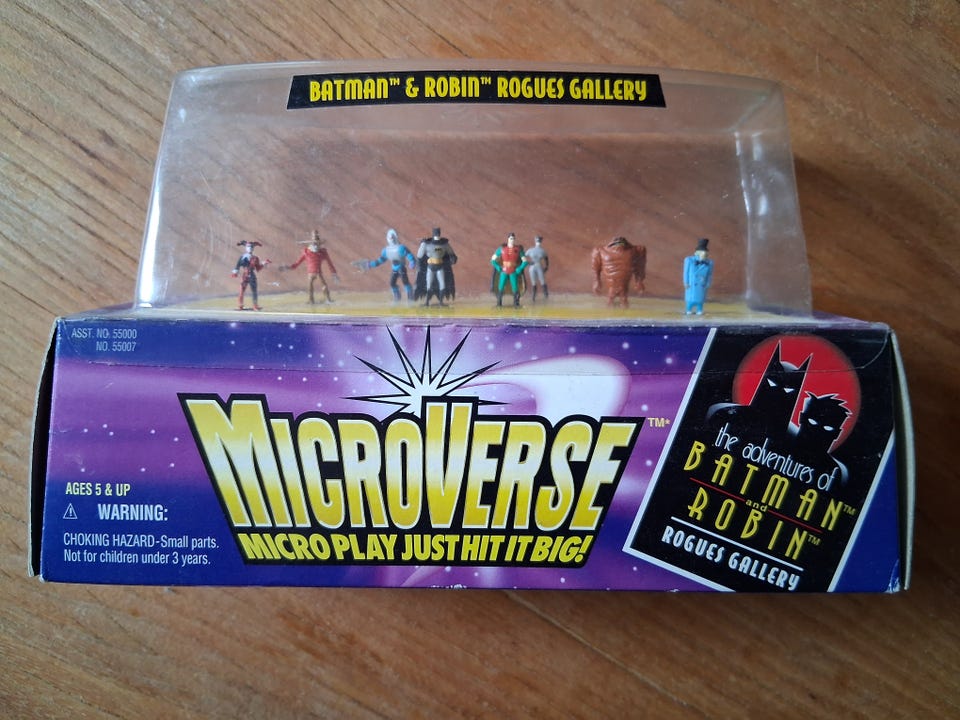 BATMAN™ & ROBIN™ ROGUES GALLERY
ASST. NO. 55000
NO. 55007
MICROVERSE™*
MICRO PLAY JUST HIT IT BIG!
AGES 5 & UP
⚠ WARNING:
CHOKING HAZARD-Small parts.
Not for children under 3 years.
the adventures of
BATMAN™
and
ROBIN™
ROGUES GALLERY